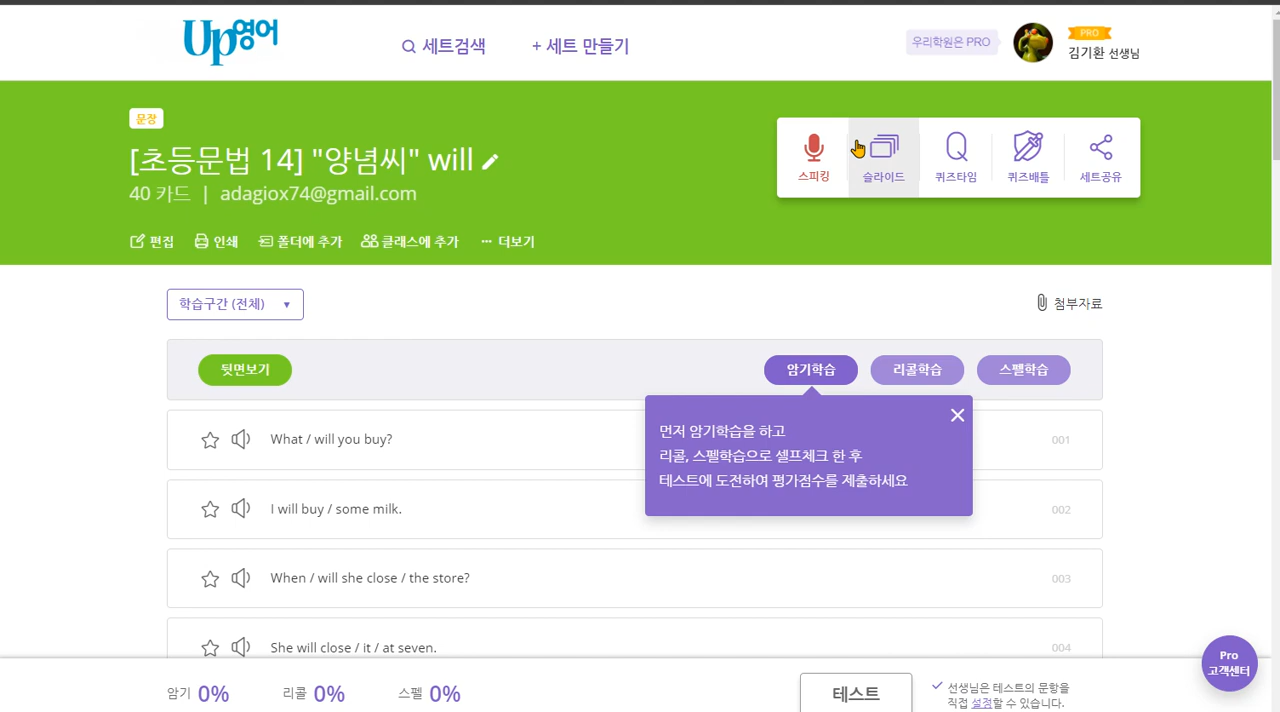 Up영어
세트검색
+ 세트 만들기
우리학원은 PRO
PRO
김기환 선생님
문장
[초등문법 14] "양념씨" will
40 카드 | adagiox74@gmail.com
스피킹
슬라이드
퀴즈타임
퀴즈배틀
세트공유
편집
인쇄
폴더에 추가
클래스에 추가
··· 더보기
학습구간 (전체) ▼
첨부자료
뒷면보기
암기학습
리콜학습
스펠학습
먼저 암기학습을 하고
리콜, 스펠학습으로 셀프체크 한 후
테스트에 도전하여 평가점수를 제출하세요
What / will you buy?
001
I will buy / some milk.
002
When / will she close / the store?
003
She will close / it / at seven.
004
Pro
고객센터
암기 0%
리콜 0%
스펠 0%
테스트
선생님은 테스트의 문항을
직접 설정할 수 있습니다.